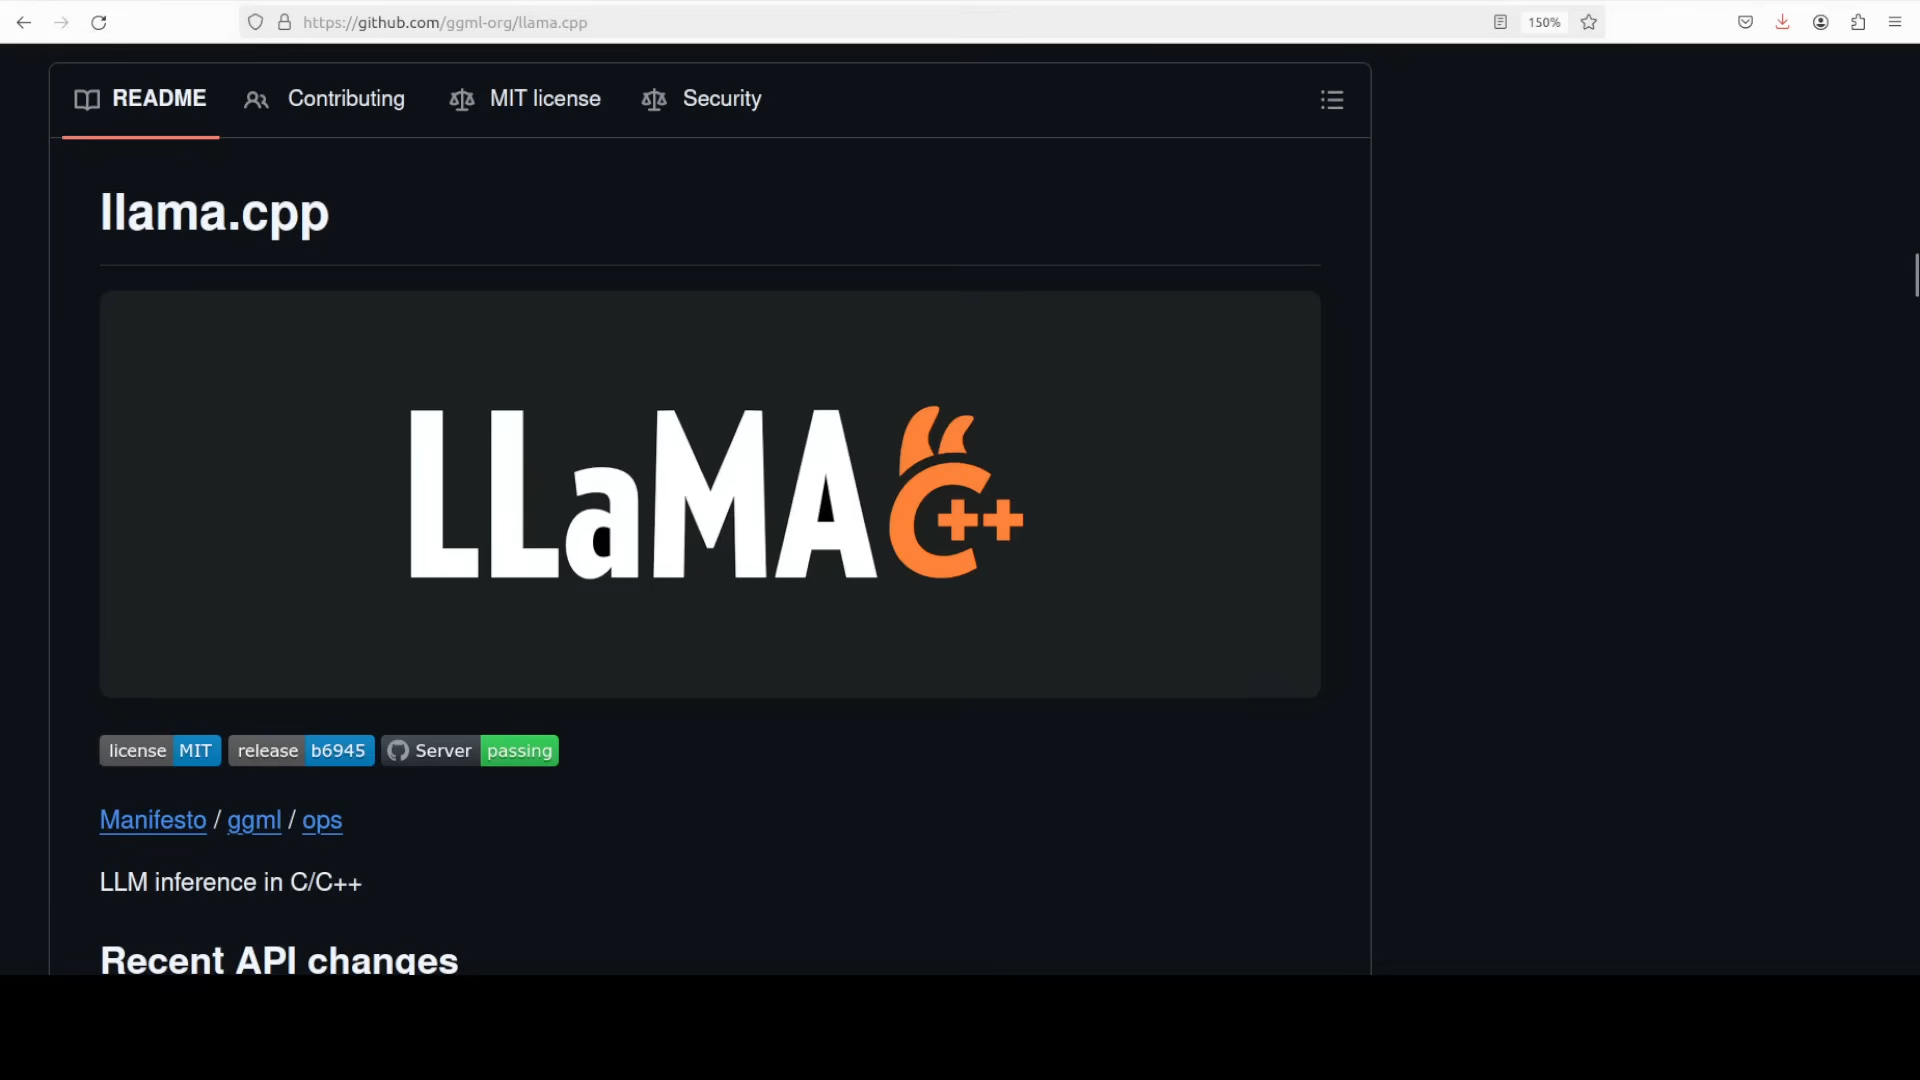 https://github.com/ggml-org/llama.cpp
150%
README
Contributing
MIT license
Security
llama.cpp
LLaMA C++
license MIT
release b6945
Server passing
Manifesto / ggml / ops
LLM inference in C/C++
Recent API changes